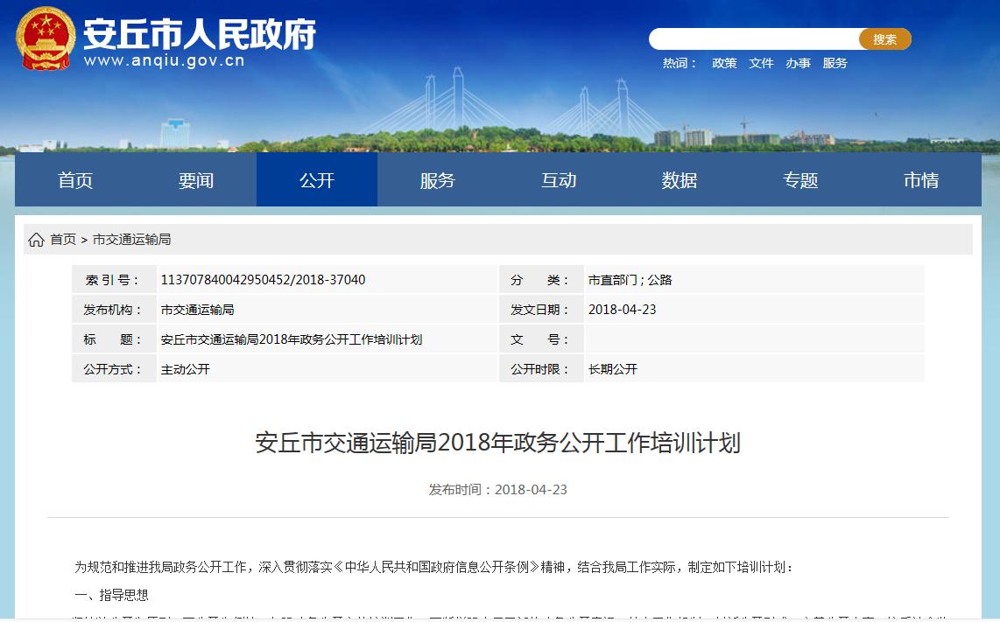 安丘市人民政府
www.anqiu.gov.cn
搜索
热词： 政策 文件 办事 服务
首页 要闻 公开 服务 互动 数据 专题 市情
首页 > 市交通运输局
索 引 号： 113707840042950452/2018-37040 分 类： 市直部门 ; 公路
发布机构： 市交通运输局 发文日期： 2018-04-23
标 题： 安丘市交通运输局2018年政务公开工作培训计划 文 号：
公开方式： 主动公开 公开时限： 长期公开
安丘市交通运输局2018年政务公开工作培训计划
发布时间：2018-04-23
为规范和推进我局政务公开工作，深入贯彻落实《中华人民共和国政府信息公开条例》精神，结合我局工作实际，制定如下培训计划：
一、指导思想